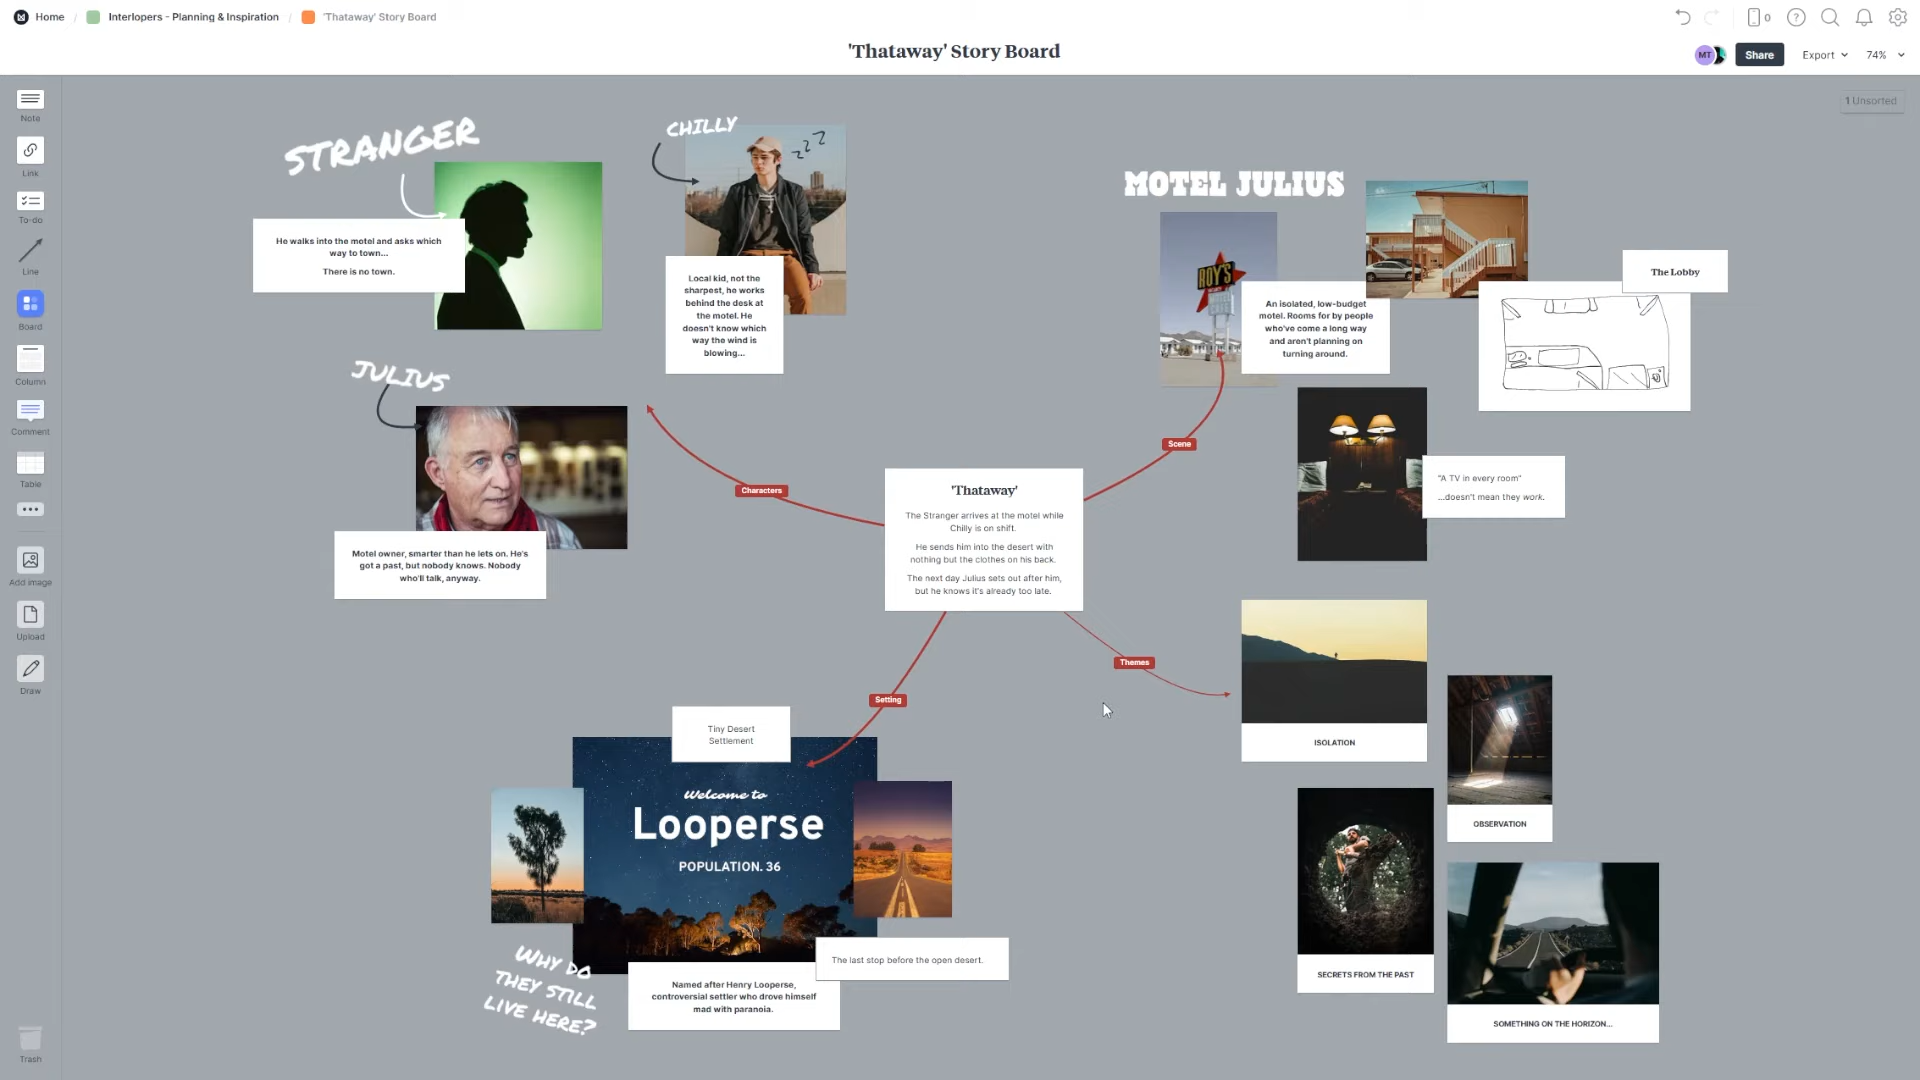 Home / Interlopers - Planning & Inspiration / 'Thataway' Story Board
0
?
'Thataway' Story Board
MT
Share
Export
74%
1 Unsorted
Note
Link
To-do
Line
Board
Column
Comment
Table
Add image
Upload
Draw
Trash
STRANGER
He walks into the motel and asks which
way to town...
There is no town.
CHILLY
zzz
Local kid, not the
sharpest, he works
behind the desk at
the motel. He
doesn't know which
way the wind is
blowing...
JULIUS
Motel owner, smarter than he lets on. He's
got a past, but nobody knows. Nobody
who'll talk, anyway.
MOTEL JULIUS
ROY'S
An isolated, low-budget
motel. Rooms for by people
who've come a long way
and aren't planning on
turning around.
The Lobby
"A TV in every room"
...doesn't mean they work.
Characters
Scene
'Thataway'
The Stranger arrives at the motel while
Chilly is on shift.
He sends him into the desert with
nothing but the clothes on his back.
The next day Julius sets out after him,
but he knows it's already too late.
Setting
Themes
Tiny Desert
Settlement
Welcome to
Looperse
POPULATION. 36
WHY DO
THEY STILL
LIVE HERE?
The last stop before the open desert.
Named after Henry Looperse,
controversial settler who drove himself
mad with paranoia.
ISOLATION
OBSERVATION
SECRETS FROM THE PAST
SOMETHING ON THE HORIZON...